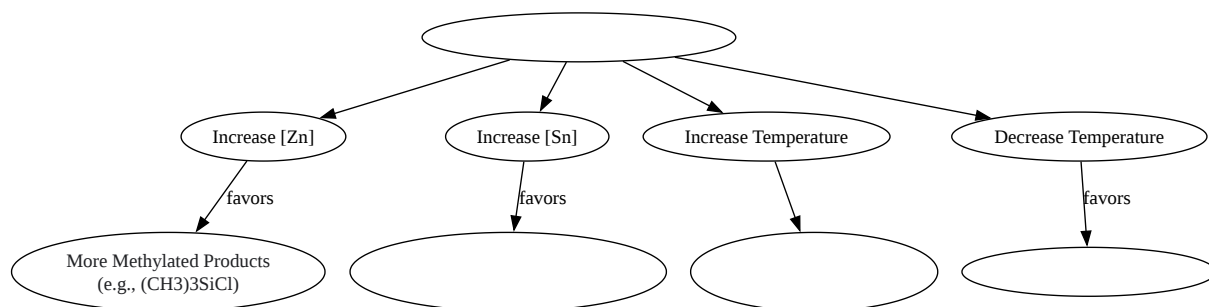 Increase [Zn]
Increase [Sn]
Increase Temperature
Decrease Temperature
favors
favors
favors
More Methylated Products
(e.g., (CH3)3SiCl)